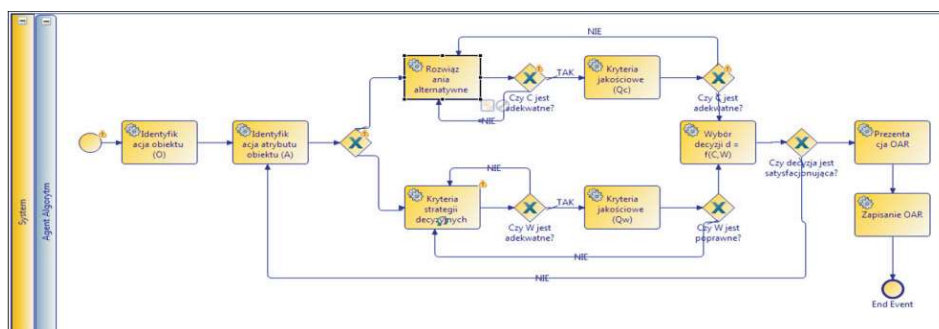 System
Agent Algorytm
Identyfik
acja obiektu
(O)
Identyfik
acja atrybutu
obiektu (A)
Rozwiąz
ania
alternatywne
Czy C jest
adekwatne?
TAK
NIE
Kryteria
jakościowe
(Qc)
Czy C jest
adekwatne?
NIE
Kryteria
strategii
decyzyjnych
NIE
Czy W jest
adekwatne?
TAK
Kryteria
jakościowe
(Qw)
Czy W jest
poprawne?
NIE
Wybór
decyzji d =
f(C,W)
Czy decyzja jest
satysfakcjonująca?
NIE
Prezenta
cja OAR
Zapisanie OAR
End Event